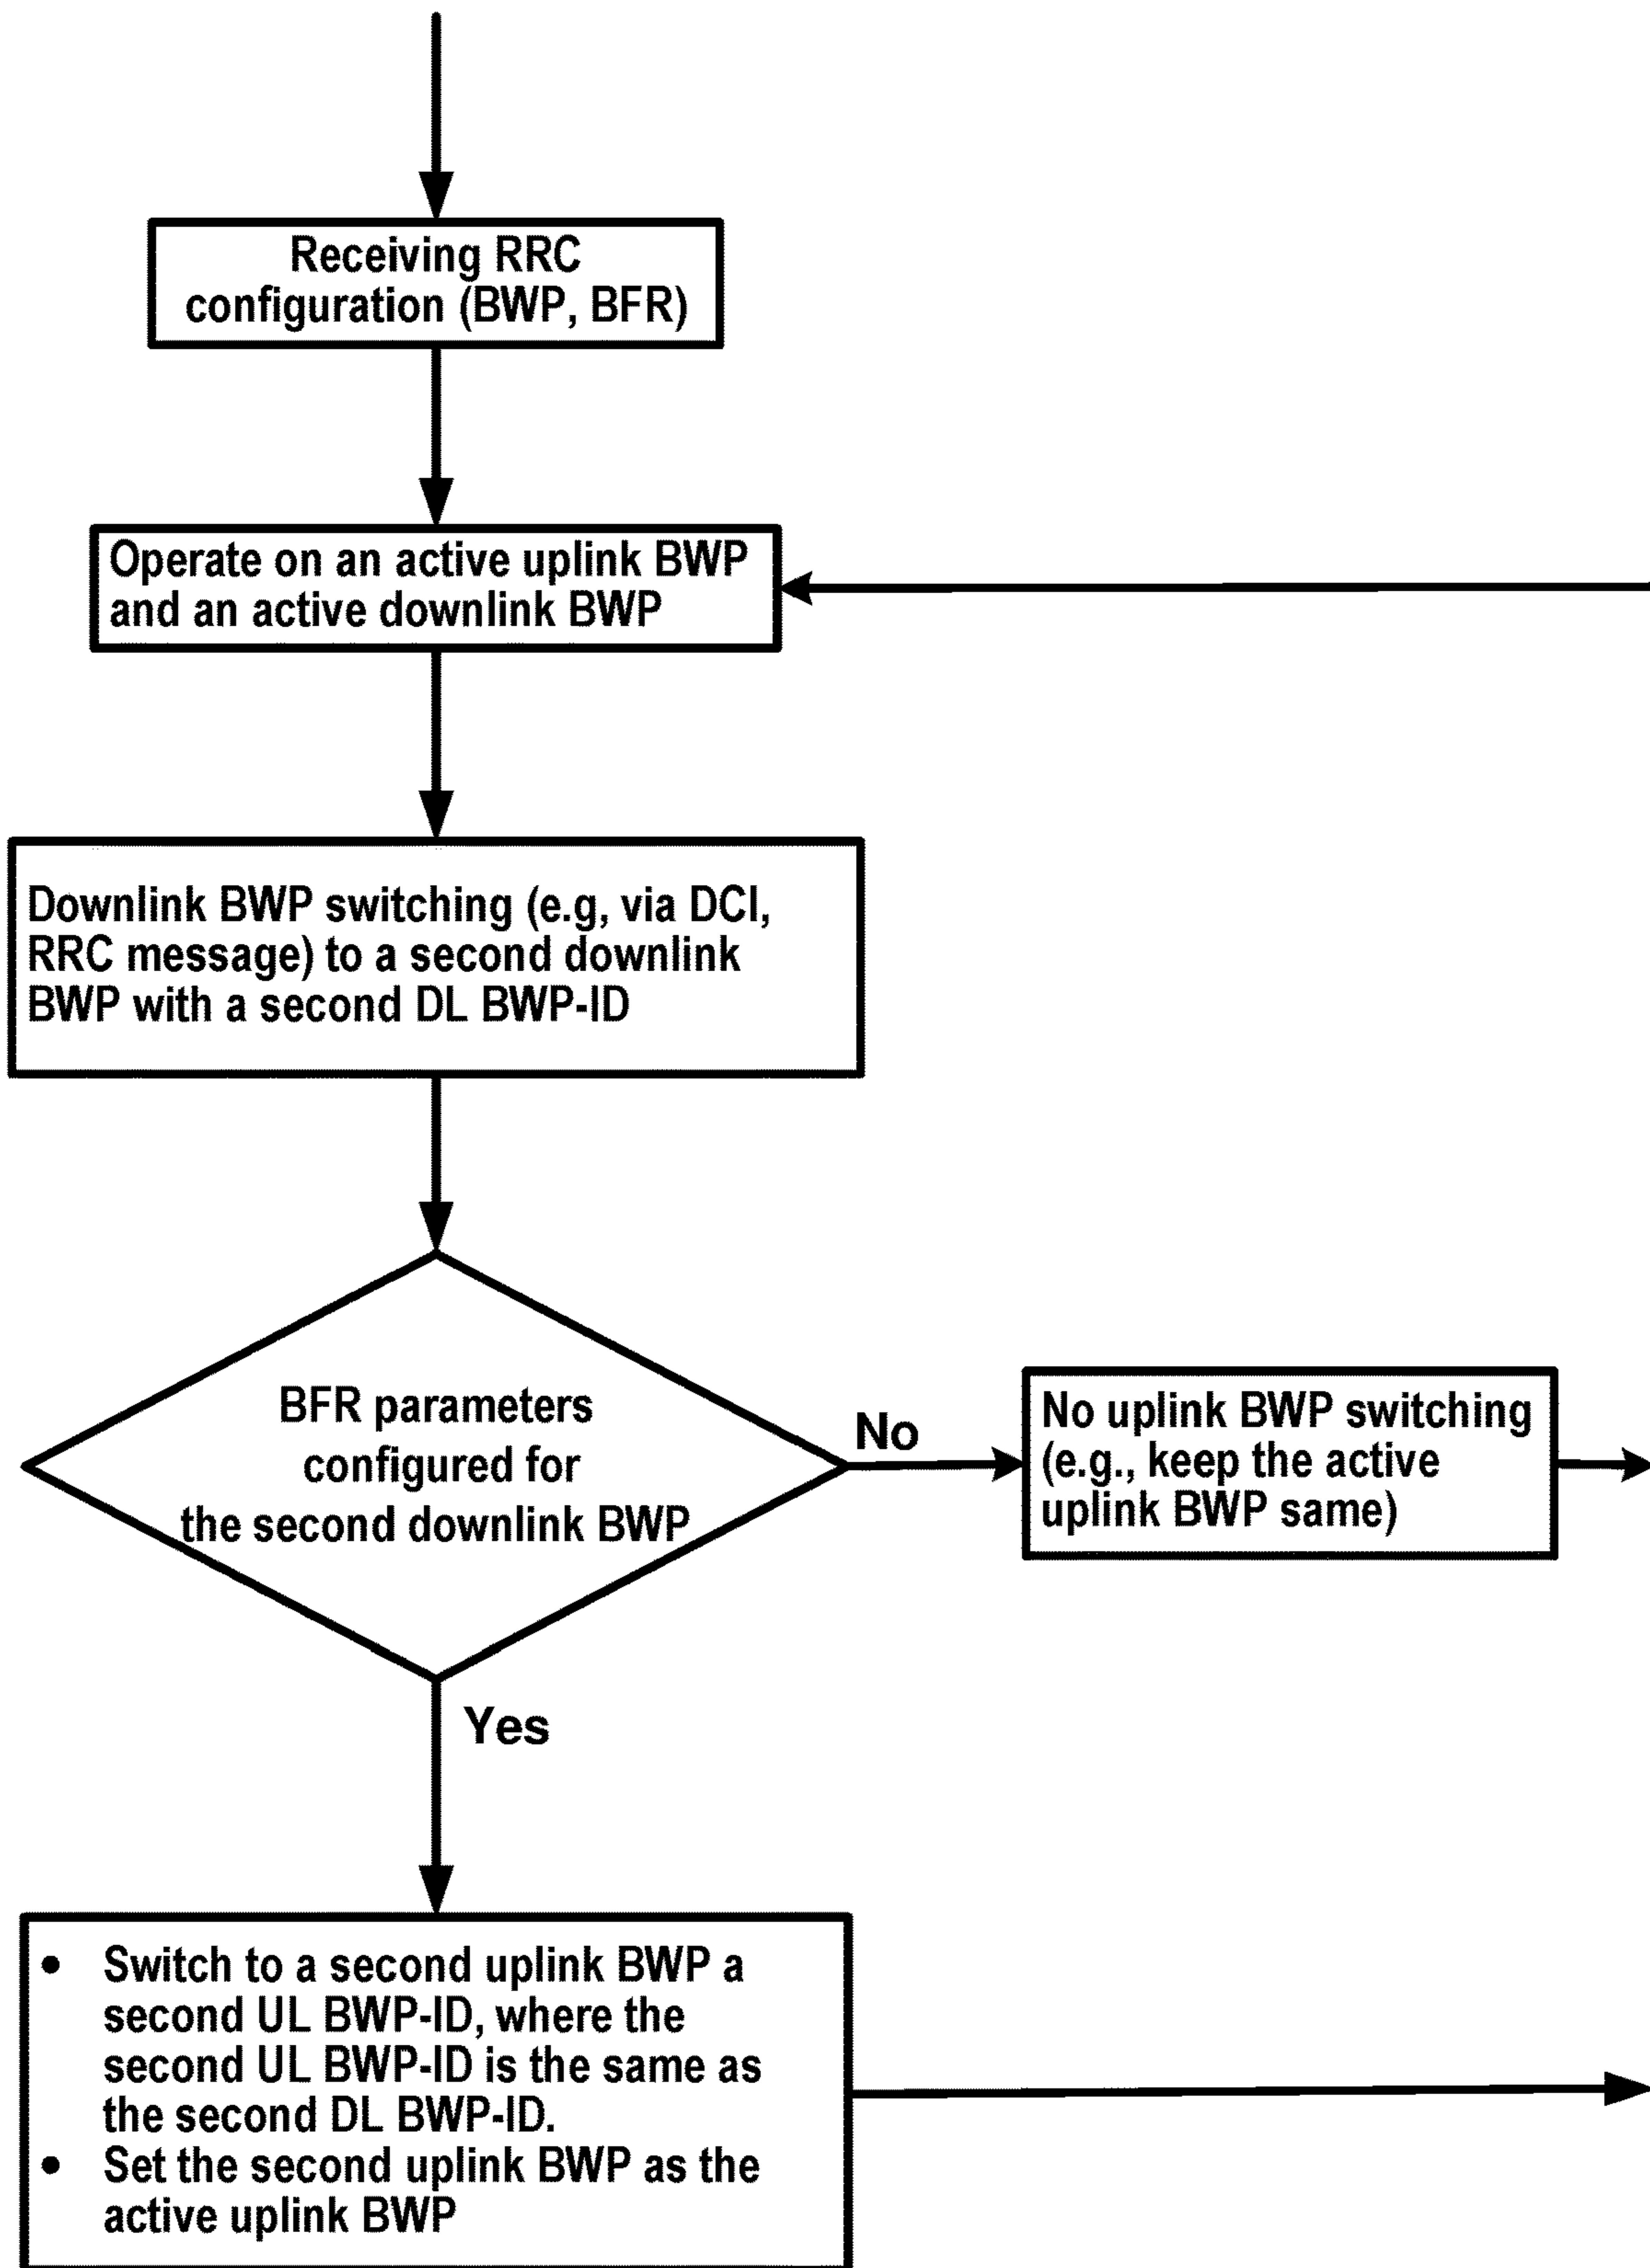 Receiving RRC
configuration (BWP, BFR)
Operate on an active uplink BWP
and an active downlink BWP
Downlink BWP switching (e.g, via DCI,
RRC message) to a second downlink
BWP with a second DL BWP-ID
BFR parameters
configured for
the second downlink BWP
No
No uplink BWP switching
(e.g., keep the active
uplink BWP same)
Yes
• Switch to a second uplink BWP a
second UL BWP-ID, where the
second UL BWP-ID is the same as
the second DL BWP-ID.
• Set the second uplink BWP as the
active uplink BWP